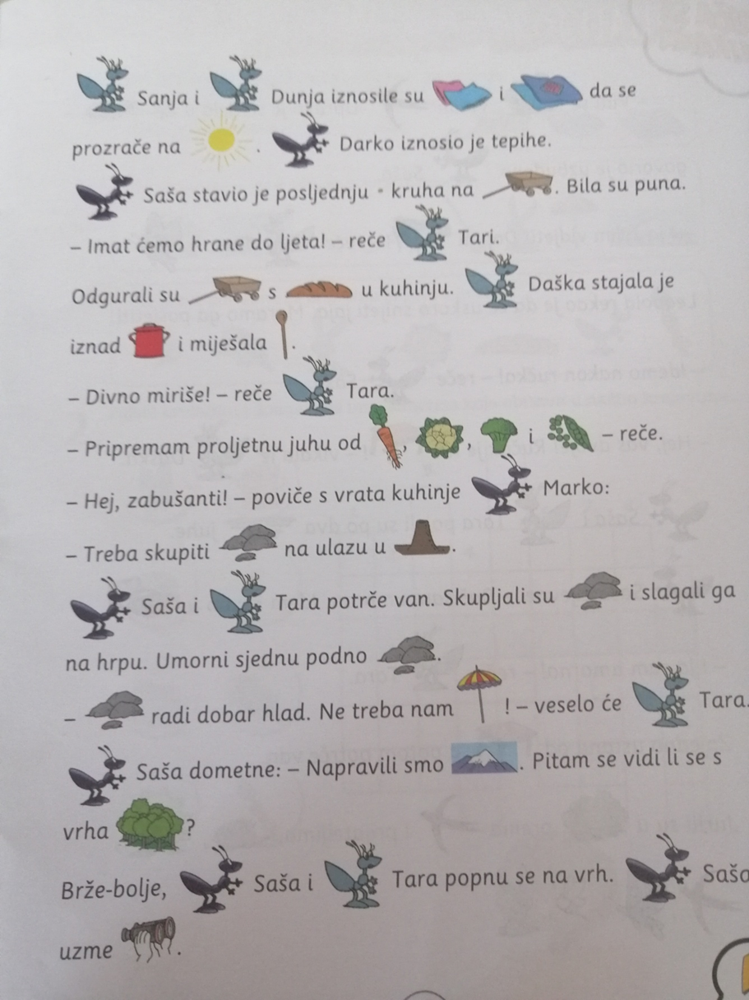 Sanja i Dunja iznosile su i da se
prozrače na . Darko iznosio je tepihe.
Saša stavio je posljednju • kruha na . Bila su puna.
– Imat ćemo hrane do ljeta! – reče Tari.
Odgurali su s u kuhinju. Daška stajala je
iznad i miješala .
– Divno miriše! – reče Tara.
– Pripremam proljetnu juhu od , , i – reče.
– Hej, zabušanti! – poviče s vrata kuhinje Marko:
– Treba skupiti na ulazu u .
Saša i Tara potrče van. Skupljali su i slagali ga
na hrpu. Umorni sjednu podno .
– radi dobar hlad. Ne treba nam ! – veselo će Tara.
Saša dometne: – Napravili smo . Pitam se vidi li se s
vrha ?
Brže-bolje, Saša i Tara popnu se na vrh. Saša
uzme .